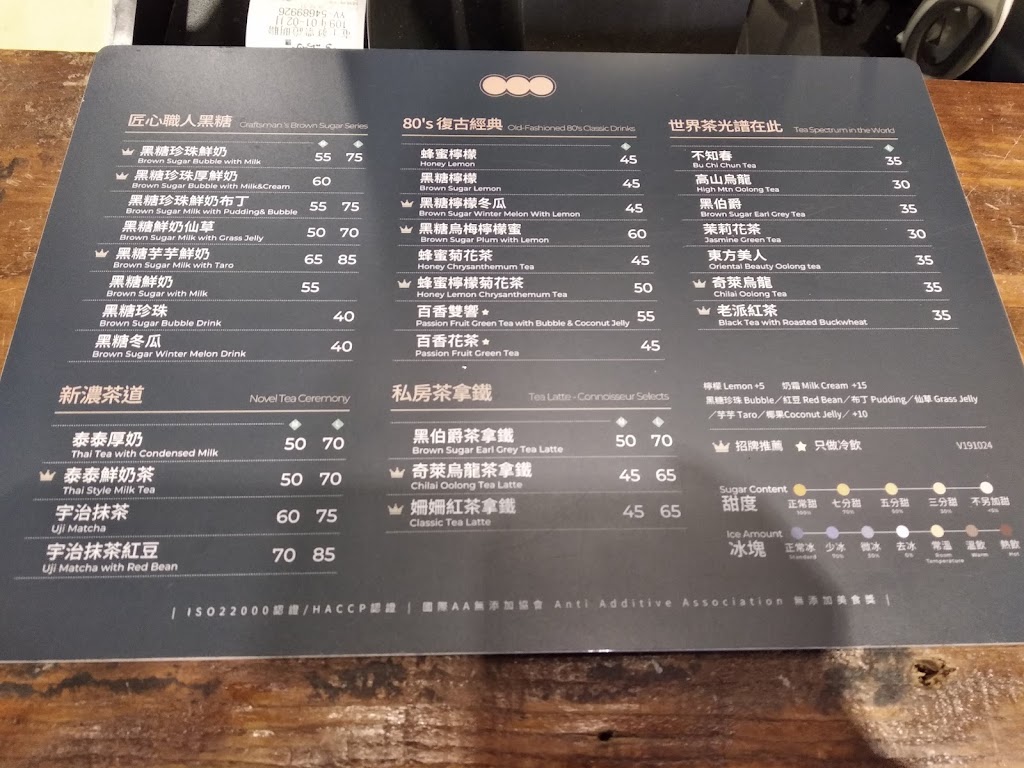 匠心職人黑糖 Craftsman's Brown Sugar Series
黑糖珍珠鮮奶 55 75
Brown Sugar Bubble with Milk
黑糖珍珠厚鮮奶 60
Brown Sugar Bubble with Milk&Cream
黑糖珍珠鮮奶布丁 55 75
Brown Sugar Milk with Pudding& Bubble
黑糖鮮奶仙草 50 70
Brown Sugar Milk with Grass Jelly
黑糖芋芋鮮奶 65 85
Brown Sugar Milk with Taro
黑糖鮮奶 55
Brown Sugar with Milk
黑糖珍珠 40
Brown Sugar Bubble Drink
黑糖冬瓜 40
Brown Sugar Winter Melon Drink
新濃茶道 Novel Tea Ceremony
泰泰厚奶 50 70
Thai Tea with Condensed Milk
泰泰鮮奶茶 50 70
Thai Style Milk Tea
宇治抹茶 60 75
Uji Matcha
宇治抹茶紅豆 70 85
Uji Matcha with Red Bean
80's 復古經典 Old-Fashioned 80's Classic Drinks
蜂蜜檸檬 45
Honey Lemon
黑糖檸檬 45
Brown Sugar Lemon
黑糖檸檬冬瓜 45
Brown Sugar Winter Melon With Lemon
黑糖烏梅檸檬蜜 60
Brown Sugar Plum with Lemon
蜂蜜菊花茶 45
Honey Chrysanthemum Tea
蜂蜜檸檬菊花茶 50
Honey Lemon Chrysanthemum Tea
百香雙響★ 55
Passion Fruit Green Tea with Bubble & Coconut Jelly
百香花茶★ 45
Passion Fruit Green Tea
私房茶拿鐵 Tea Latte - Connoisseur Selects
黑伯爵茶拿鐵 50 70
Brown Sugar Earl Grey Tea Latte
奇萊烏龍茶拿鐵 45 65
Chilai Oolong Tea Latte
姍姍紅茶拿鐵 45 65
Classic Tea Latte
世界茶光譜在此 Tea Spectrum in the World
不知春 35
Bu Chi Chun Tea
高山烏龍 30
High Mtn Oolong Tea
黑伯爵 35
Brown Sugar Earl Grey Tea
茉莉花茶 30
Jasmine Green Tea
東方美人 35
Oriental Beauty Oolong tea
奇萊烏龍 35
Chilai Oolong Tea
老派紅茶 35
Black Tea with Roasted Buckwheat
檸檬 Lemon +5 奶霜 Milk Cream +15
黑糖珍珠 Bubble／紅豆 Red Bean／布丁 Pudding／仙草 Grass Jelly
／芋芋 Taro／椰果Coconut Jelly／ +10
招牌推薦 ★ 只做冷飲 V191024
Sugar Content
甜度 正常甜 七分甜 五分甜 三分甜 不另加甜
Ice Amount
冰塊 正常冰 少冰 微冰 去冰 常溫 溫飲 熱飲
Standard Room Temperature Warm Hot
| ISO22000認證/HACCP認證 | 國際AA無添加協會 Anti Additive Association 無添加美食獎 |